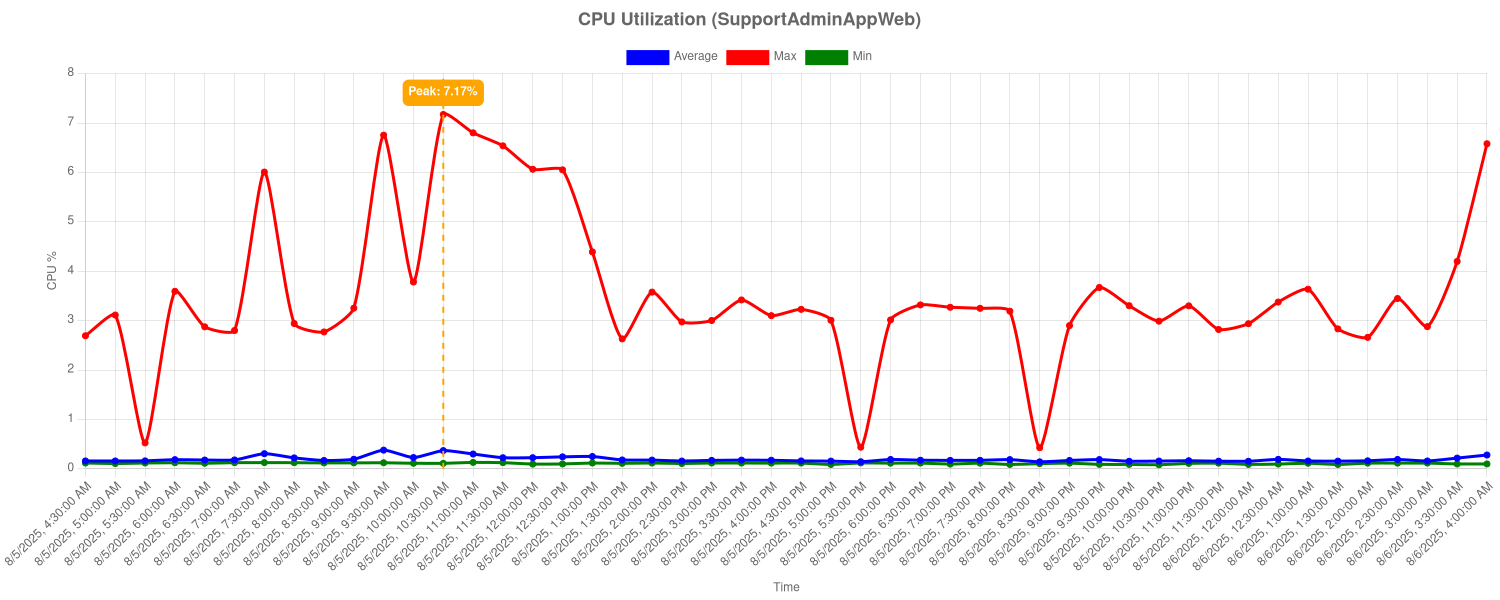 CPU Utilization (SupportAdminAppWeb)
Average Max Min
Peak: 7.17%
8
7
6
5
4
3
2
1
0
CPU %
8/5/2025, 4:30:00 AM
8/5/2025, 5:00:00 AM
8/5/2025, 5:30:00 AM
8/5/2025, 6:00:00 AM
8/5/2025, 6:30:00 AM
8/5/2025, 7:00:00 AM
8/5/2025, 7:30:00 AM
8/5/2025, 8:00:00 AM
8/5/2025, 8:30:00 AM
8/5/2025, 9:00:00 AM
8/5/2025, 9:30:00 AM
8/5/2025, 10:00:00 AM
8/5/2025, 10:30:00 AM
8/5/2025, 11:00:00 AM
8/5/2025, 11:30:00 AM
8/5/2025, 12:00:00 PM
8/5/2025, 12:30:00 PM
8/5/2025, 1:00:00 PM
8/5/2025, 1:30:00 PM
8/5/2025, 2:00:00 PM
8/5/2025, 2:30:00 PM
8/5/2025, 3:00:00 PM
8/5/2025, 3:30:00 PM
8/5/2025, 4:00:00 PM
8/5/2025, 4:30:00 PM
8/5/2025, 5:00:00 PM
8/5/2025, 5:30:00 PM
8/5/2025, 6:00:00 PM
8/5/2025, 6:30:00 PM
8/5/2025, 7:00:00 PM
8/5/2025, 7:30:00 PM
8/5/2025, 8:00:00 PM
8/5/2025, 8:30:00 PM
8/5/2025, 9:00:00 PM
8/5/2025, 9:30:00 PM
8/5/2025, 10:00:00 PM
8/5/2025, 10:30:00 PM
8/5/2025, 11:00:00 PM
8/5/2025, 11:30:00 PM
8/6/2025, 12:00:00 AM
8/6/2025, 12:30:00 AM
8/6/2025, 1:00:00 AM
8/6/2025, 1:30:00 AM
8/6/2025, 2:00:00 AM
8/6/2025, 2:30:00 AM
8/6/2025, 3:00:00 AM
8/6/2025, 3:30:00 AM
8/6/2025, 4:00:00 AM
Time